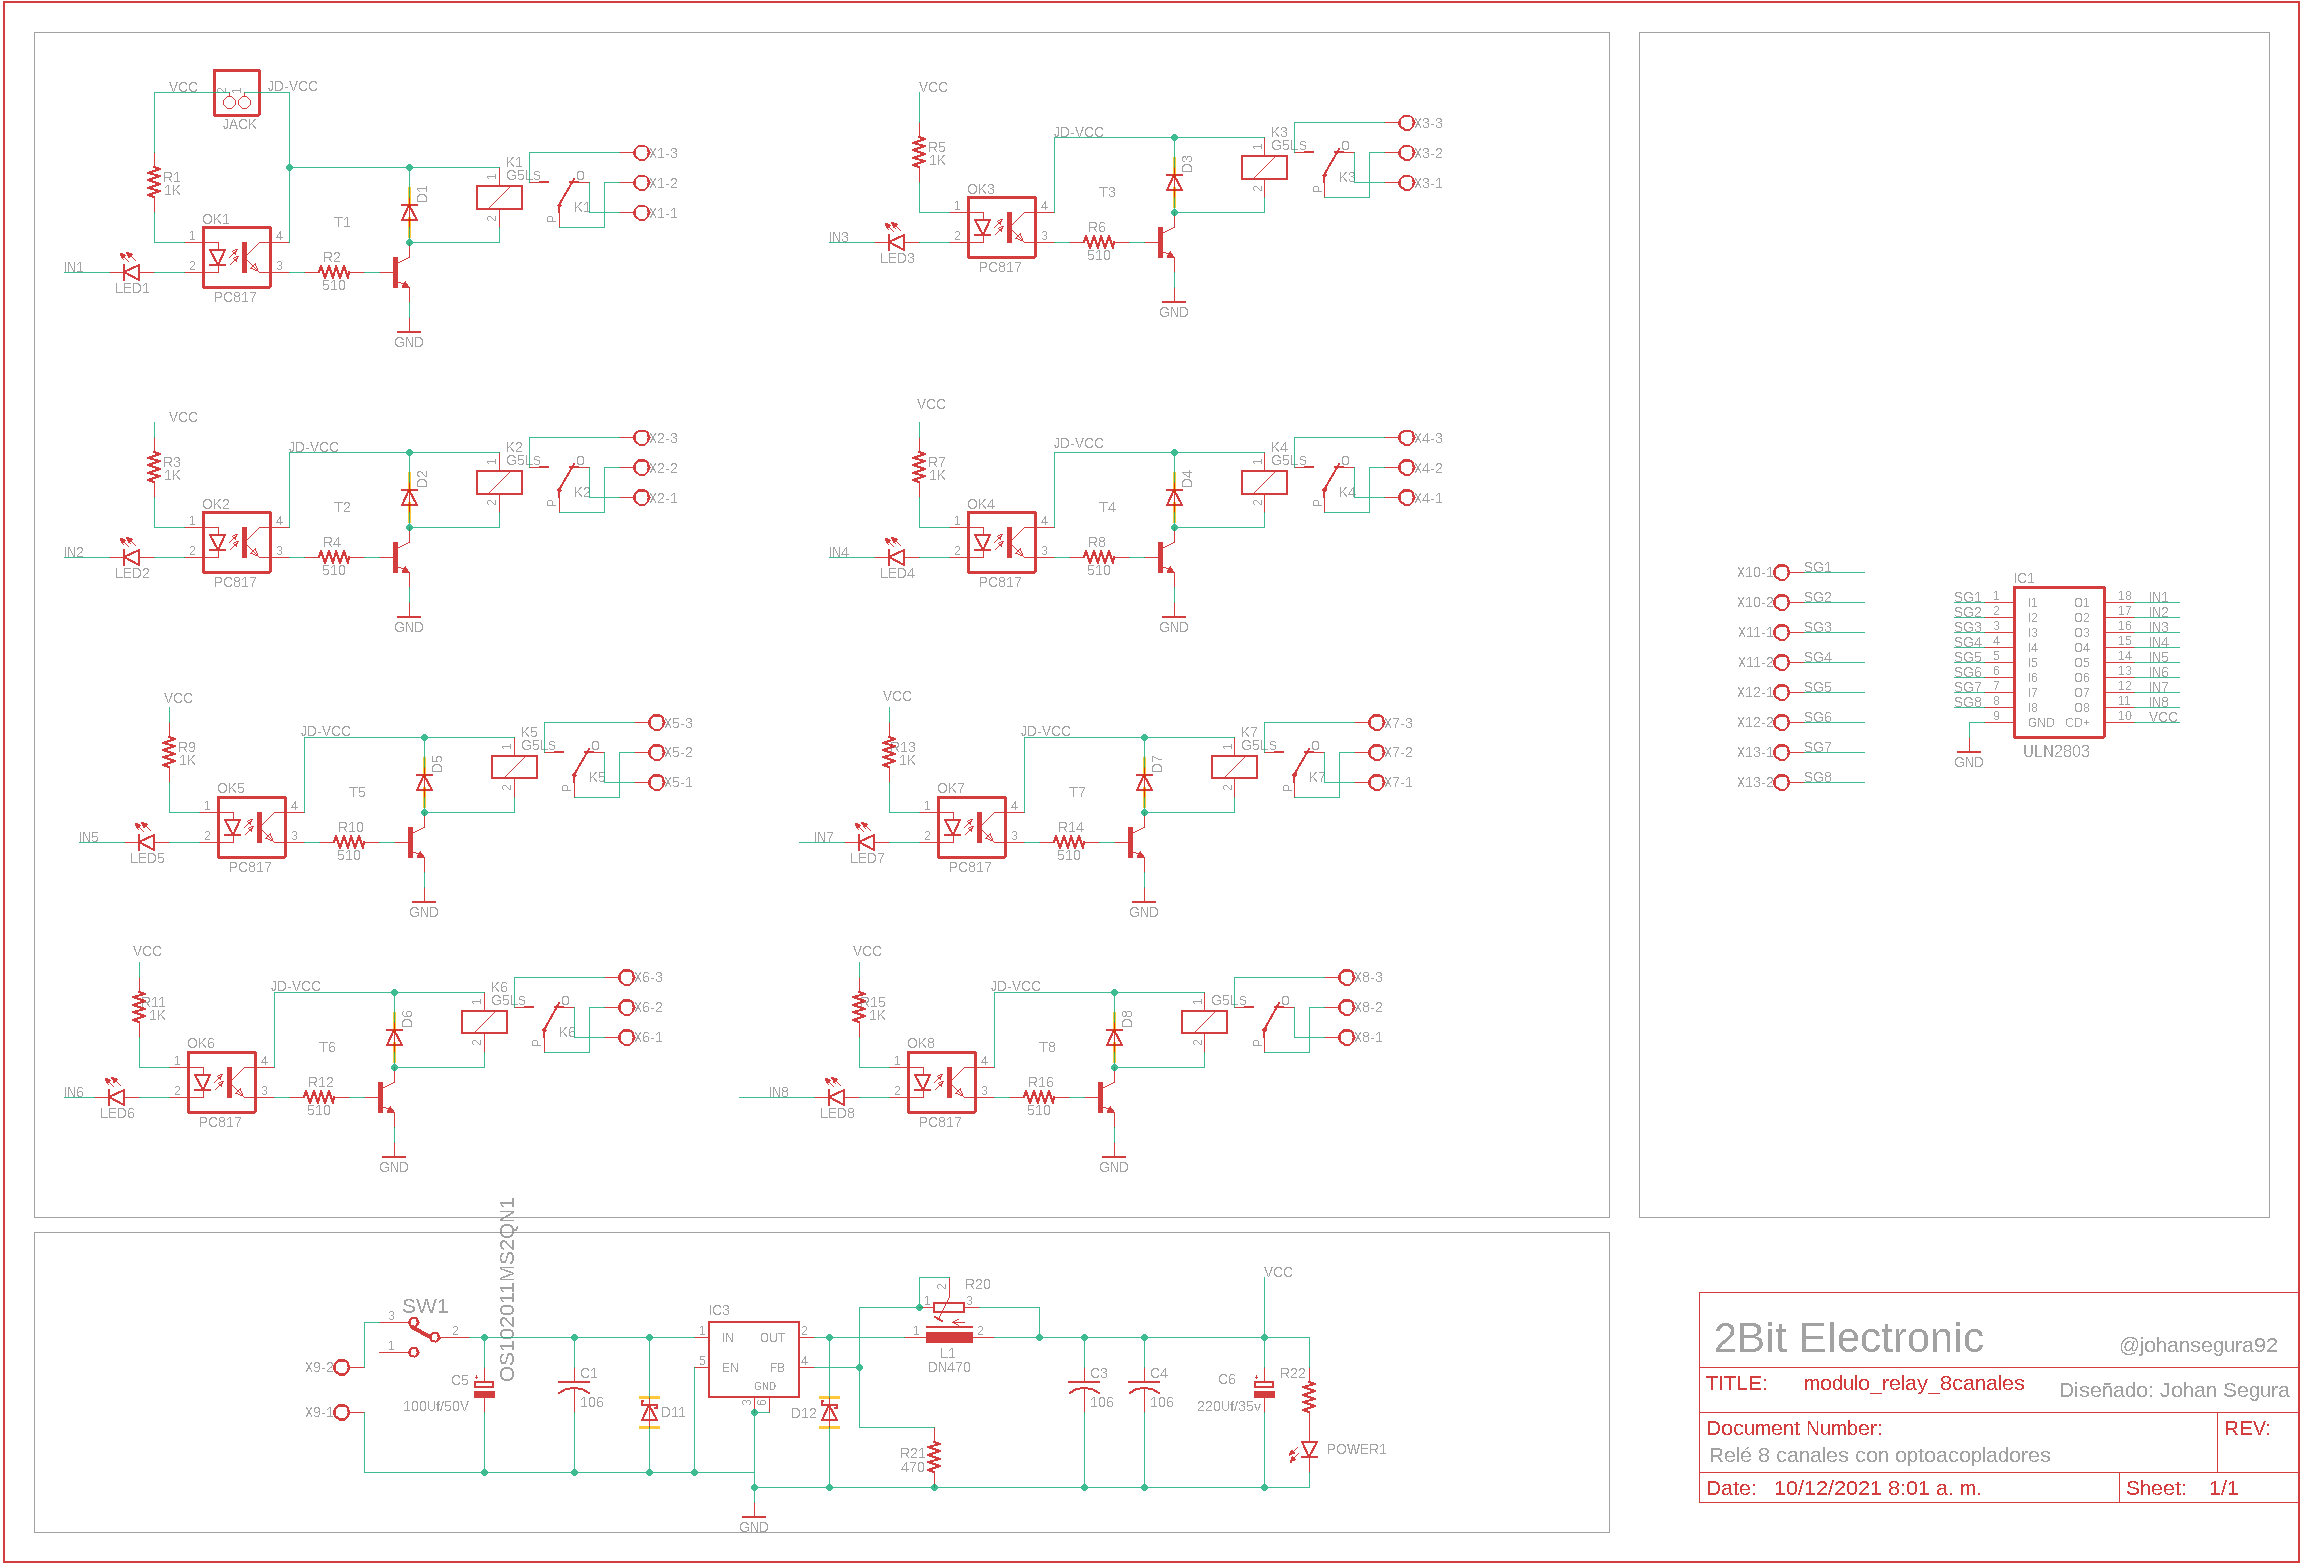 VCC
2 1
JD-VCC
JACK
R1
1K
OK1
1
4
2
3
PC817
IN1
LED1
T1
R2
510
D1
GND
K1
G5LS
1
2
O
P
K1
X1-3
X1-2
X1-1
VCC
R5
1K
JD-VCC
OK3
1
4
2
3
PC817
IN3
LED3
T3
R6
510
D3
GND
K3
G5LS
1
2
O
P
K3
X3-3
X3-2
X3-1
VCC
R3
1K
JD-VCC
OK2
1
4
2
3
PC817
IN2
LED2
T2
R4
510
D2
GND
K2
G5LS
1
2
O
P
K2
X2-3
X2-2
X2-1
VCC
R7
1K
JD-VCC
OK4
1
4
2
3
PC817
IN4
LED4
T4
R8
510
D4
GND
K4
G5LS
1
2
O
P
K4
X4-3
X4-2
X4-1
VCC
R9
1K
JD-VCC
OK5
1
4
2
3
PC817
IN5
LED5
T5
R10
510
D5
GND
K5
G5LS
1
2
O
P
K5
X5-3
X5-2
X5-1
VCC
R13
1K
JD-VCC
OK7
1
4
2
3
PC817
IN7
LED7
T7
R14
510
D7
GND
K7
G5LS
1
2
O
P
K7
X7-3
X7-2
X7-1
VCC
R11
1K
JD-VCC
OK6
1
4
2
3
PC817
IN6
LED6
T6
R12
510
D6
GND
K6
G5LS
1
2
O
P
K6
X6-3
X6-2
X6-1
VCC
R15
1K
JD-VCC
OK8
1
4
2
3
PC817
IN8
LED8
T8
R16
510
D8
GND
G5LS
1
2
O
P
X8-3
X8-2
X8-1
X10-1 SG1
X10-2 SG2
X11-1 SG3
X11-2 SG4
X12-1 SG5
X12-2 SG6
X13-1 SG7
X13-2 SG8
IC1
SG1 1 I1 O1 18 IN1
SG2 2 I2 O2 17 IN2
SG3 3 I3 O3 16 IN3
SG4 4 I4 O4 15 IN4
SG5 5 I5 O5 14 IN5
SG6 6 I6 O6 13 IN6
SG7 7 I7 O7 12 IN7
SG8 8 I8 O8 11 IN8
9 GND CD+ 10 VCC
GND
ULN2803
OS102011MS2QN1
SW1
3
2
1
X9-2
X9-1
C5
100Uf/50V
C1
106
D11
IC3
1 IN OUT 2
5 EN FB 4
GND
3 6
D12
GND
R20
1 2 3
1 2
L1
DN470
R21
470
C3
106
C4
106
VCC
C6
220Uf/35v
R22
POWER1
2Bit Electronic
@johansegura92
TITLE: modulo_relay_8canales
Diseñado: Johan Segura
Document Number:
REV:
Relé 8 canales con optoacopladores
Date: 10/12/2021 8:01 a. m.
Sheet: 1/1